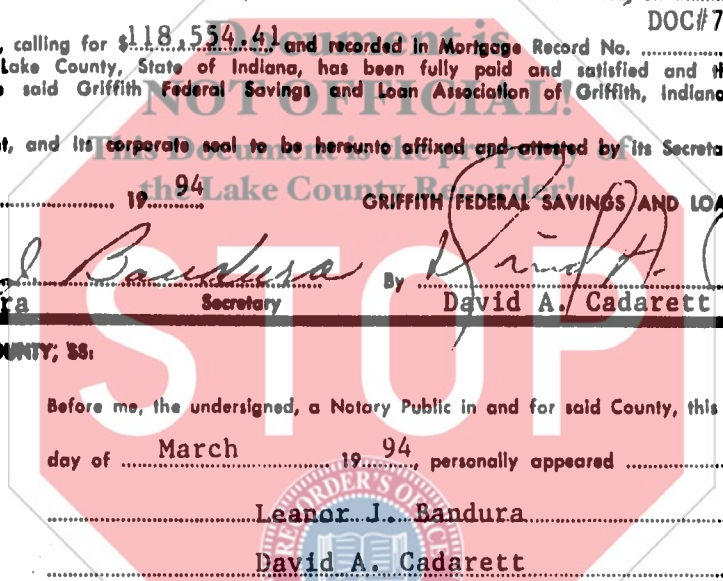 DOC#7
, calling for $118,554.41 and recorded in Mortgage Record No.
Document is
Lake County, State of Indiana, has been fully paid and satisfied and
said Griffith Federal Savings and Loan Association of Griffith, Indiana
NOT OFFICIAL!
and its corporate seal to be hereunto affixed and attested by its Secreta
This Document is the property of
the Lake County Recorder!
19 94 GRIFFITH FEDERAL SAVINGS AND LOA
Bandura By David A.
ra Secretary David A. Cadarett
STOP
OUNTY, SS:
Before me, the undersigned, a Notary Public in and for said County, this
day of March 19 94, personally appeared
RECORDER'S OFFIC
Leanor J. Bandura
David A. Cadarett